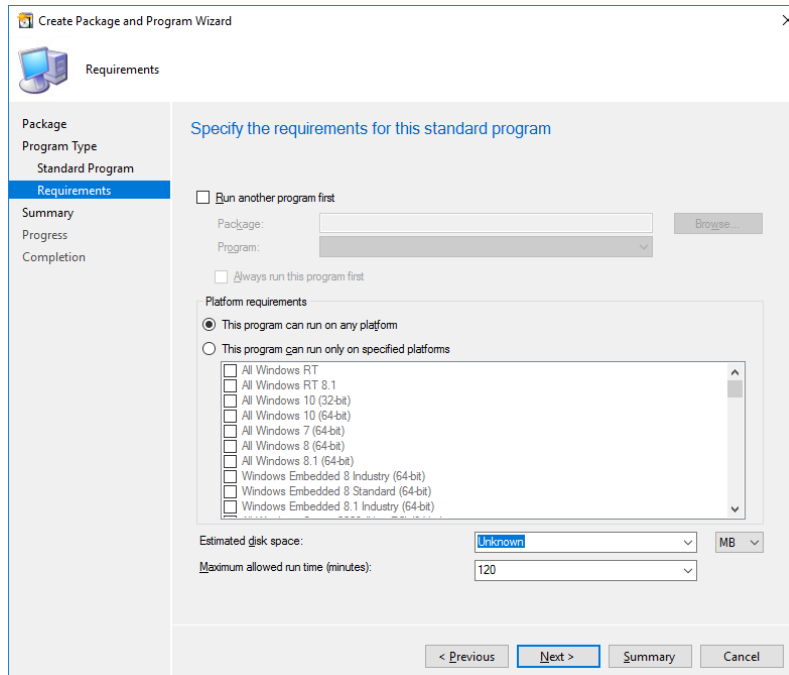 Create Package and Program Wizard
Requirements
Package
Program Type
Standard Program
Requirements
Summary
Progress
Completion
Specify the requirements for this standard program
Run another program first
Package:
Browse...
Program:
Always run this program first
Platform requirements
This program can run on any platform
This program can run only on specified platforms
All Windows RT
All Windows RT 8.1
All Windows 10 (32-bit)
All Windows 10 (64-bit)
All Windows 7 (64-bit)
All Windows 8 (64-bit)
All Windows 8.1 (64-bit)
Windows Embedded 8 Industry (64-bit)
Windows Embedded 8 Standard (64-bit)
Windows Embedded 8.1 Industry (64-bit)
Estimated disk space: Unknown MB
Maximum allowed run time (minutes): 120
< Previous Next > Summary Cancel